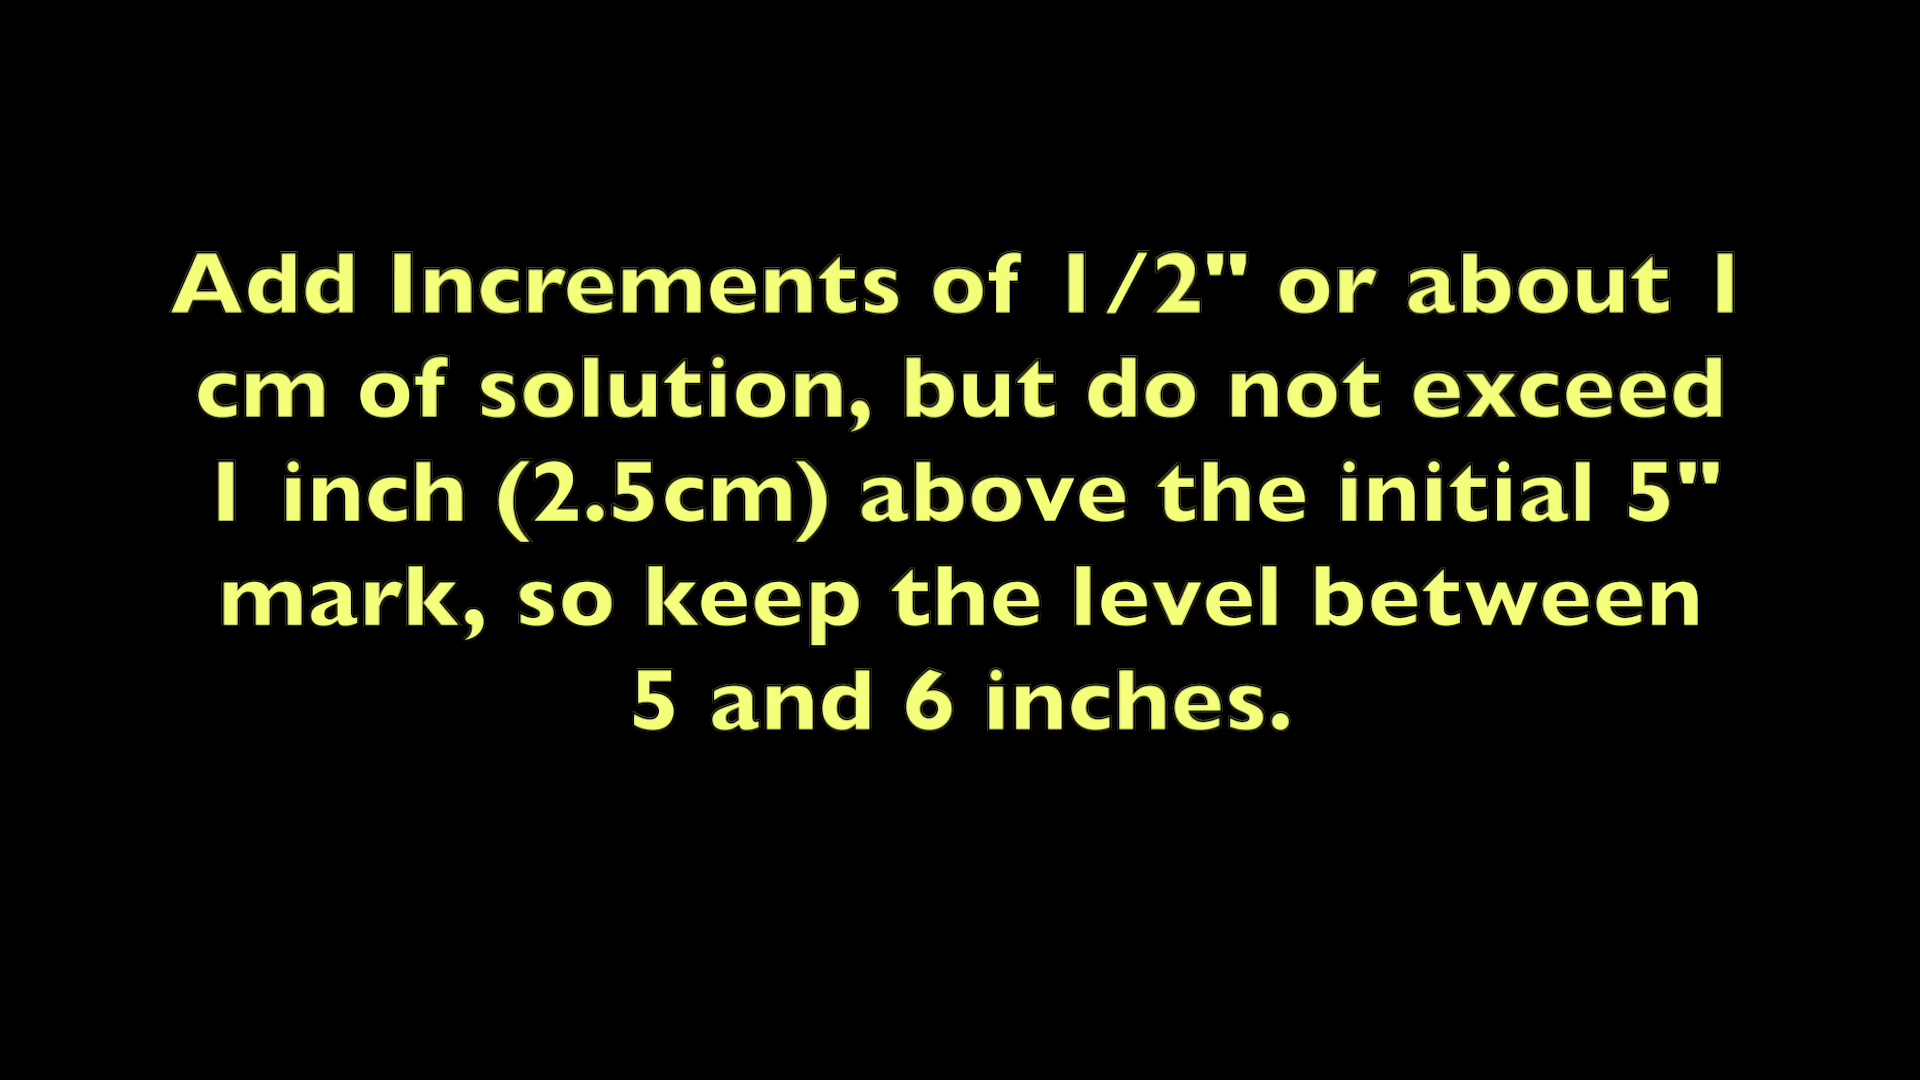 Add Increments of 1/2" or about 1
cm of solution, but do not exceed
1 inch (2.5cm) above the initial 5"
mark, so keep the level between
5 and 6 inches.